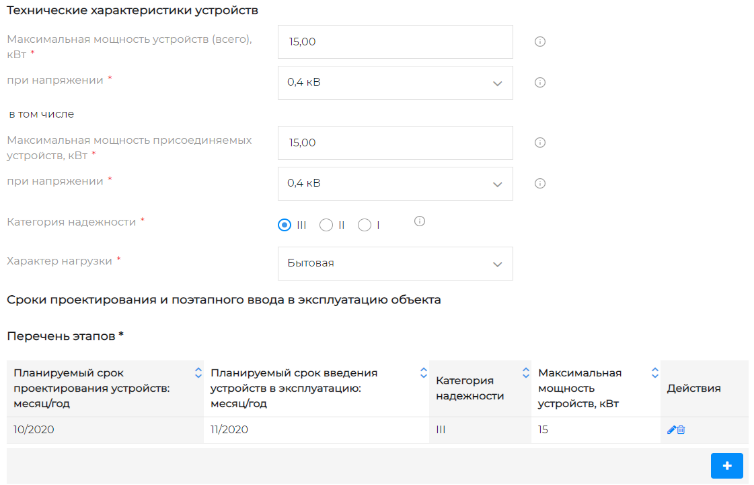 Технические характеристики устройств
Максимальная мощность устройств (всего),
кВт *
15,00
при напряжении *
0,4 кВ
в том числе
Максимальная мощность присоединяемых
устройств, кВт *
15,00
при напряжении *
0,4 кВ
Категория надежности *
III II I
Характер нагрузки *
Бытовая
Сроки проектирования и поэтапного ввода в эксплуатацию объекта
Перечень этапов *
Планируемый срок
проектирования устройств:
месяц/год
Планируемый срок введения
устройств в эксплуатацию:
месяц/год
Категория
надежности
Максимальная
мощность
устройств, кВт
Действия
10/2020 11/2020 III 15
+